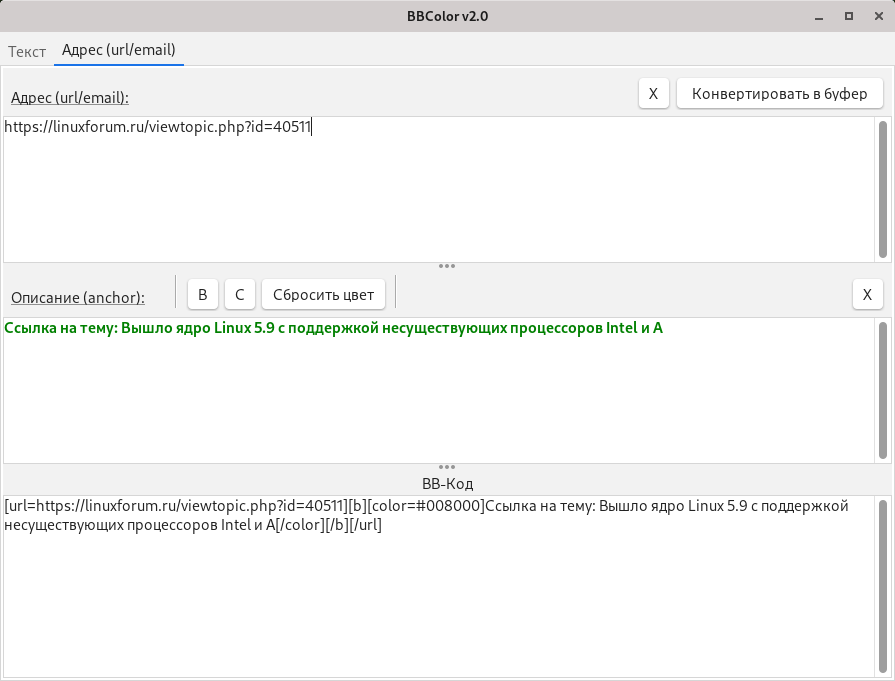 BBColor v2.0
Текст
Адрес (url/email)
Адрес (url/email):
X
Конвертировать в буфер
https://linuxforum.ru/viewtopic.php?id=40511
Описание (anchor):
B
C
Сбросить цвет
X
Ссылка на тему: Вышло ядро Linux 5.9 с поддержкой несуществующих процессоров Intel и А
BB-Код
[url=https://linuxforum.ru/viewtopic.php?id=40511][b][color=#008000]Ссылка на тему: Вышло ядро Linux 5.9 с поддержкой
несуществующих процессоров Intel и А[/color][/b][/url]